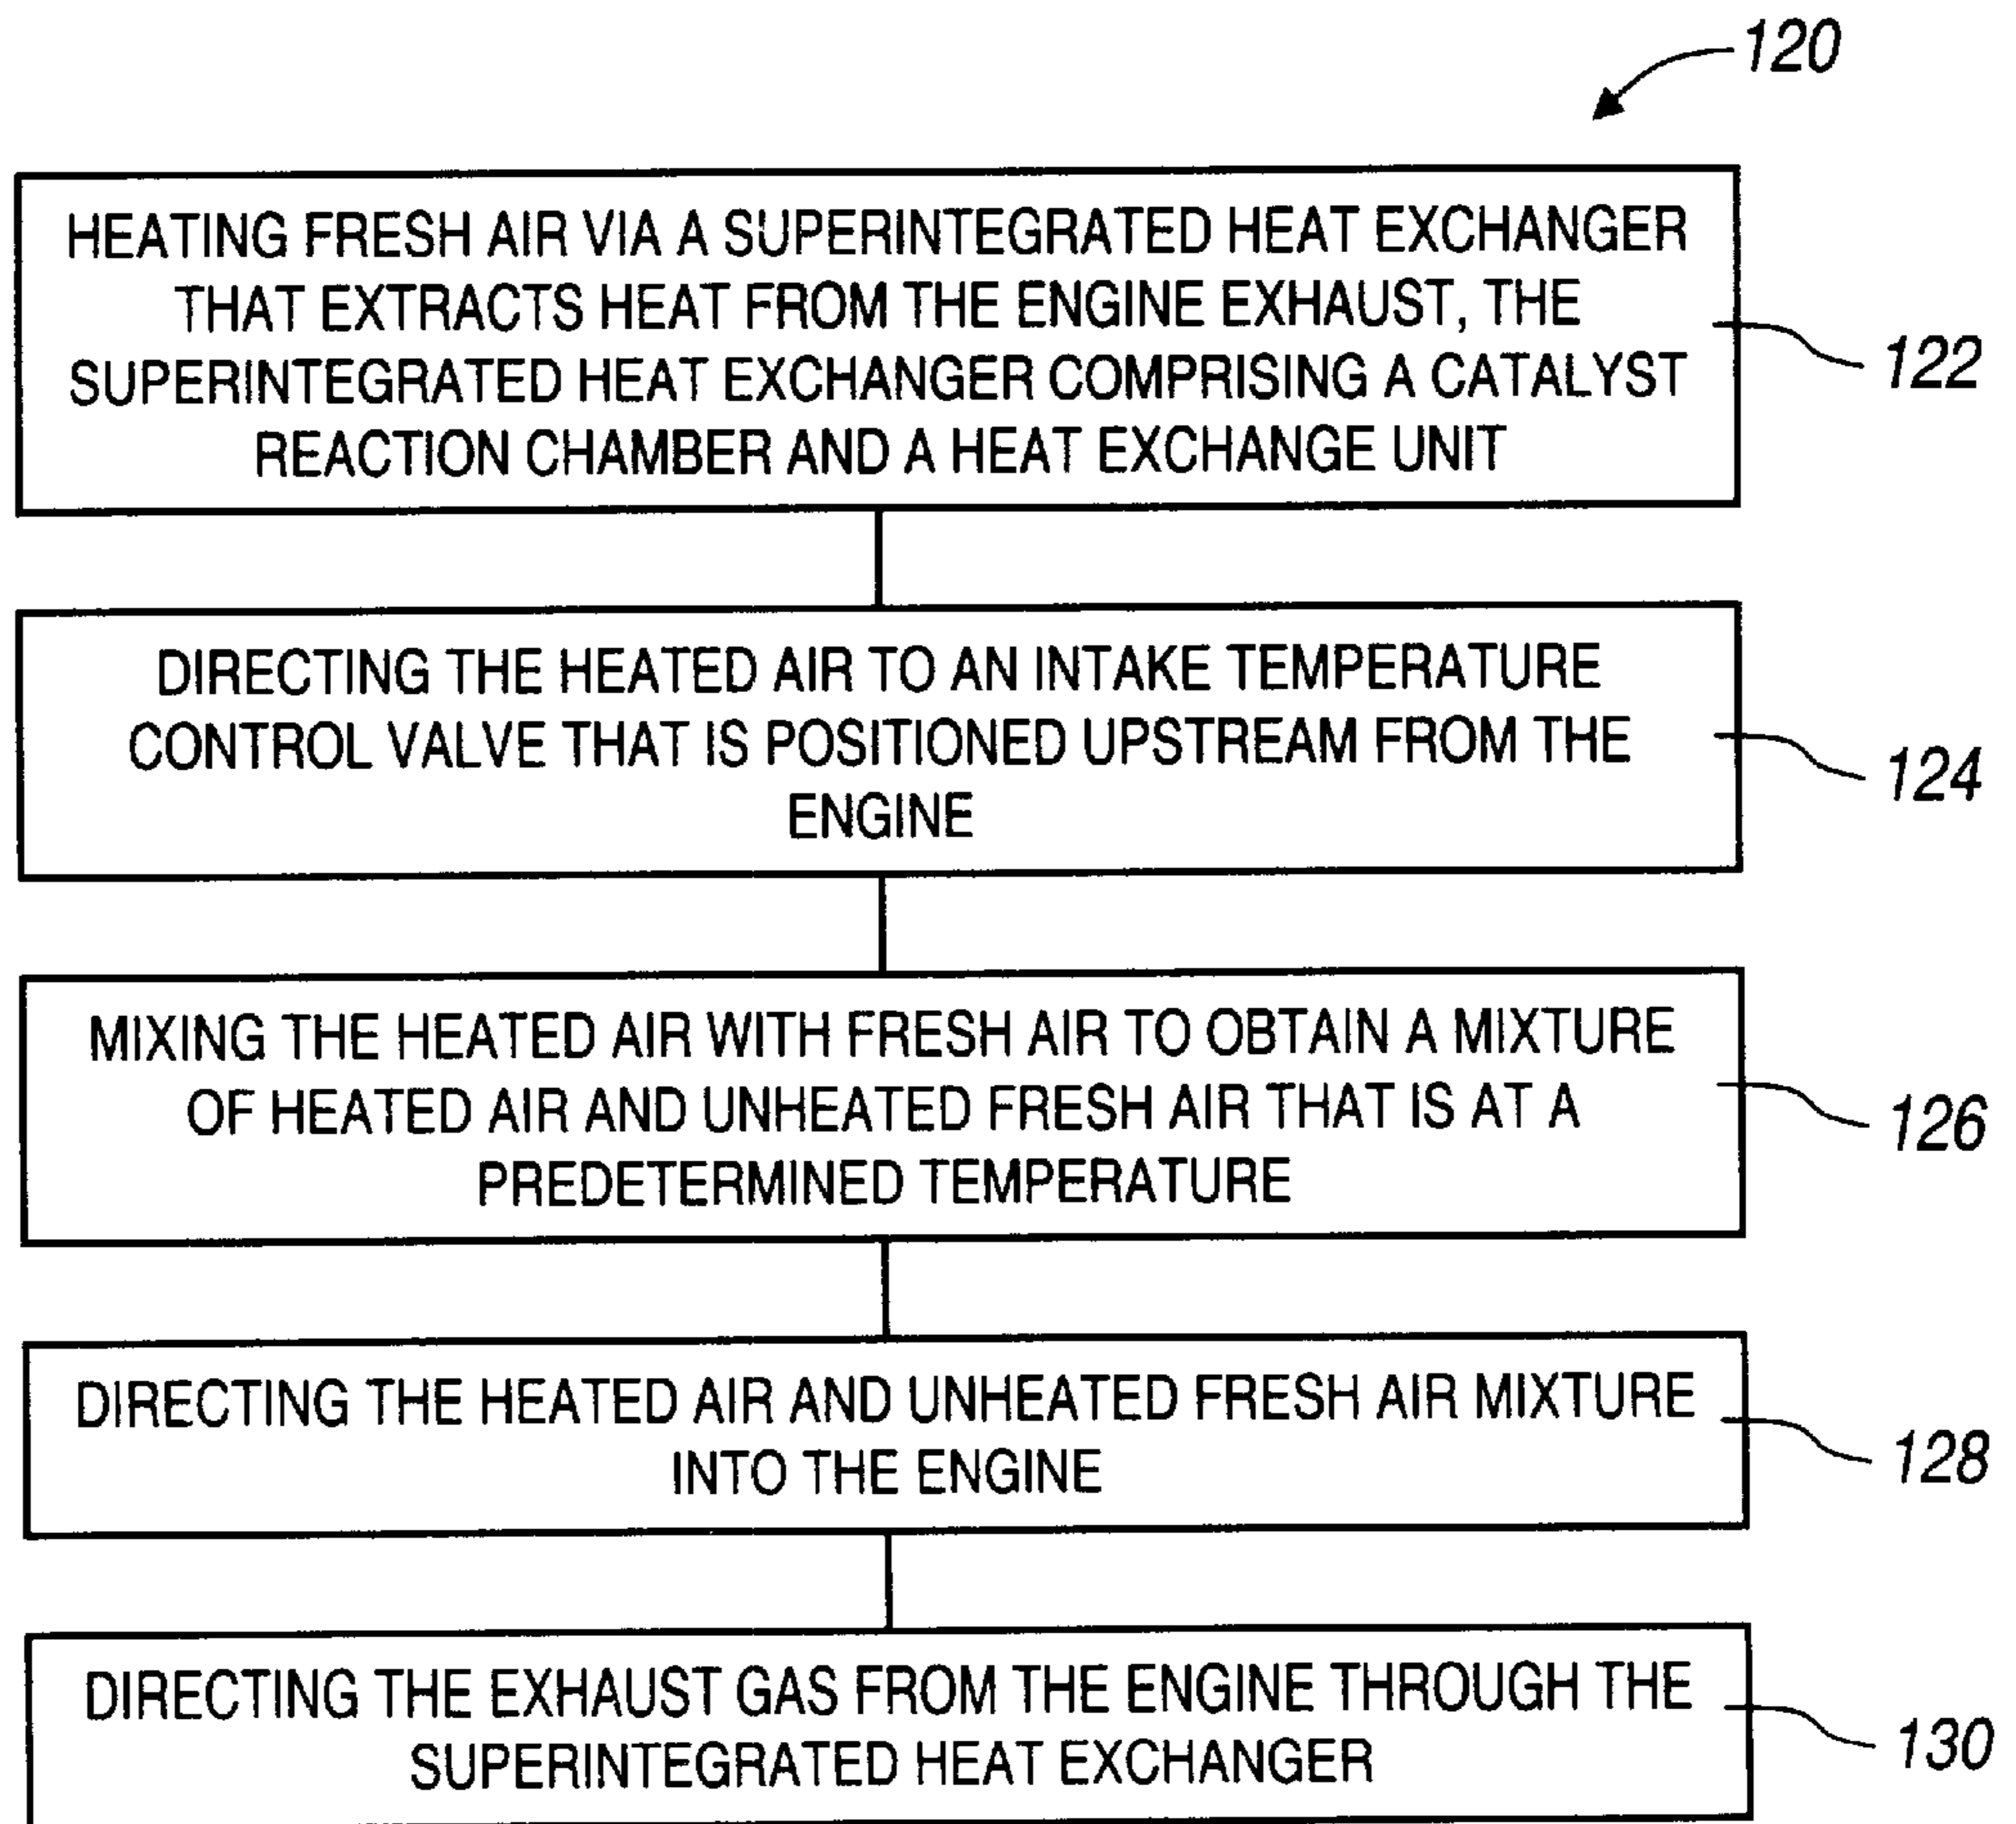 120
HEATING FRESH AIR VIA A SUPERINTEGRATED HEAT EXCHANGER
THAT EXTRACTS HEAT FROM THE ENGINE EXHAUST, THE
SUPERINTEGRATED HEAT EXCHANGER COMPRISING A CATALYST
REACTION CHAMBER AND A HEAT EXCHANGE UNIT
122
DIRECTING THE HEATED AIR TO AN INTAKE TEMPERATURE
CONTROL VALVE THAT IS POSITIONED UPSTREAM FROM THE
ENGINE
124
MIXING THE HEATED AIR WITH FRESH AIR TO OBTAIN A MIXTURE
OF HEATED AIR AND UNHEATED FRESH AIR THAT IS AT A
PREDETERMINED TEMPERATURE
126
DIRECTING THE HEATED AIR AND UNHEATED FRESH AIR MIXTURE
INTO THE ENGINE
128
DIRECTING THE EXHAUST GAS FROM THE ENGINE THROUGH THE
SUPERINTEGRATED HEAT EXCHANGER
130